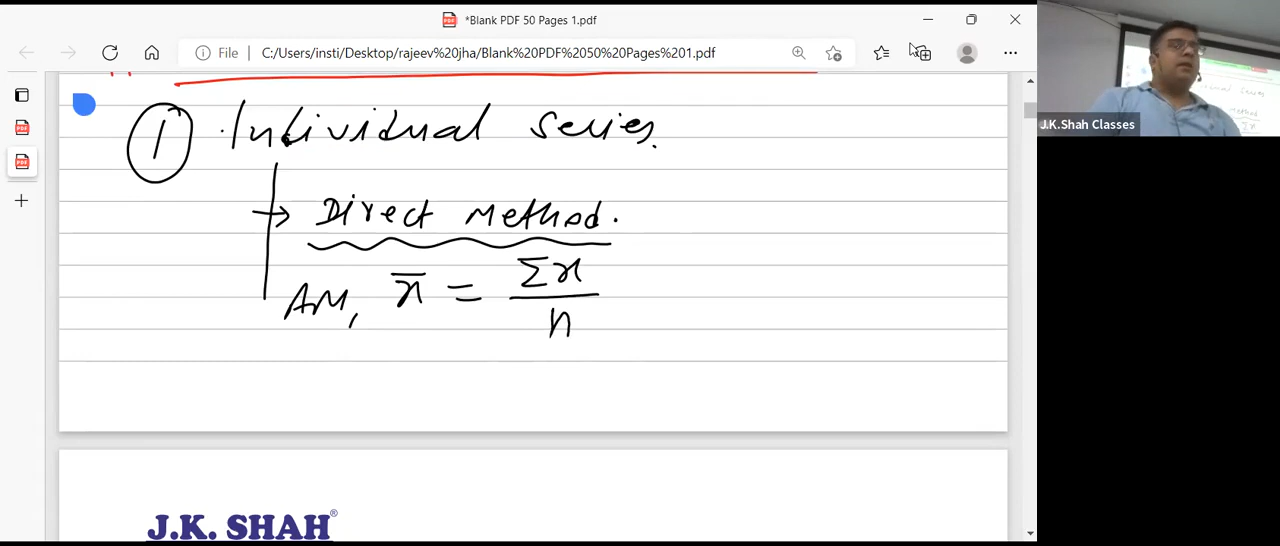 *Blank PDF 50 Pages 1.pdf
File C:/Users/insti/Desktop/rajeev%20jha/Blank%20PDF%2050%20Pages%201.pdf
J.K.Shah Classes
1 Individual series.
→ Direct Method.
AM, x̄ = Σx/n
J.K. SHAH®